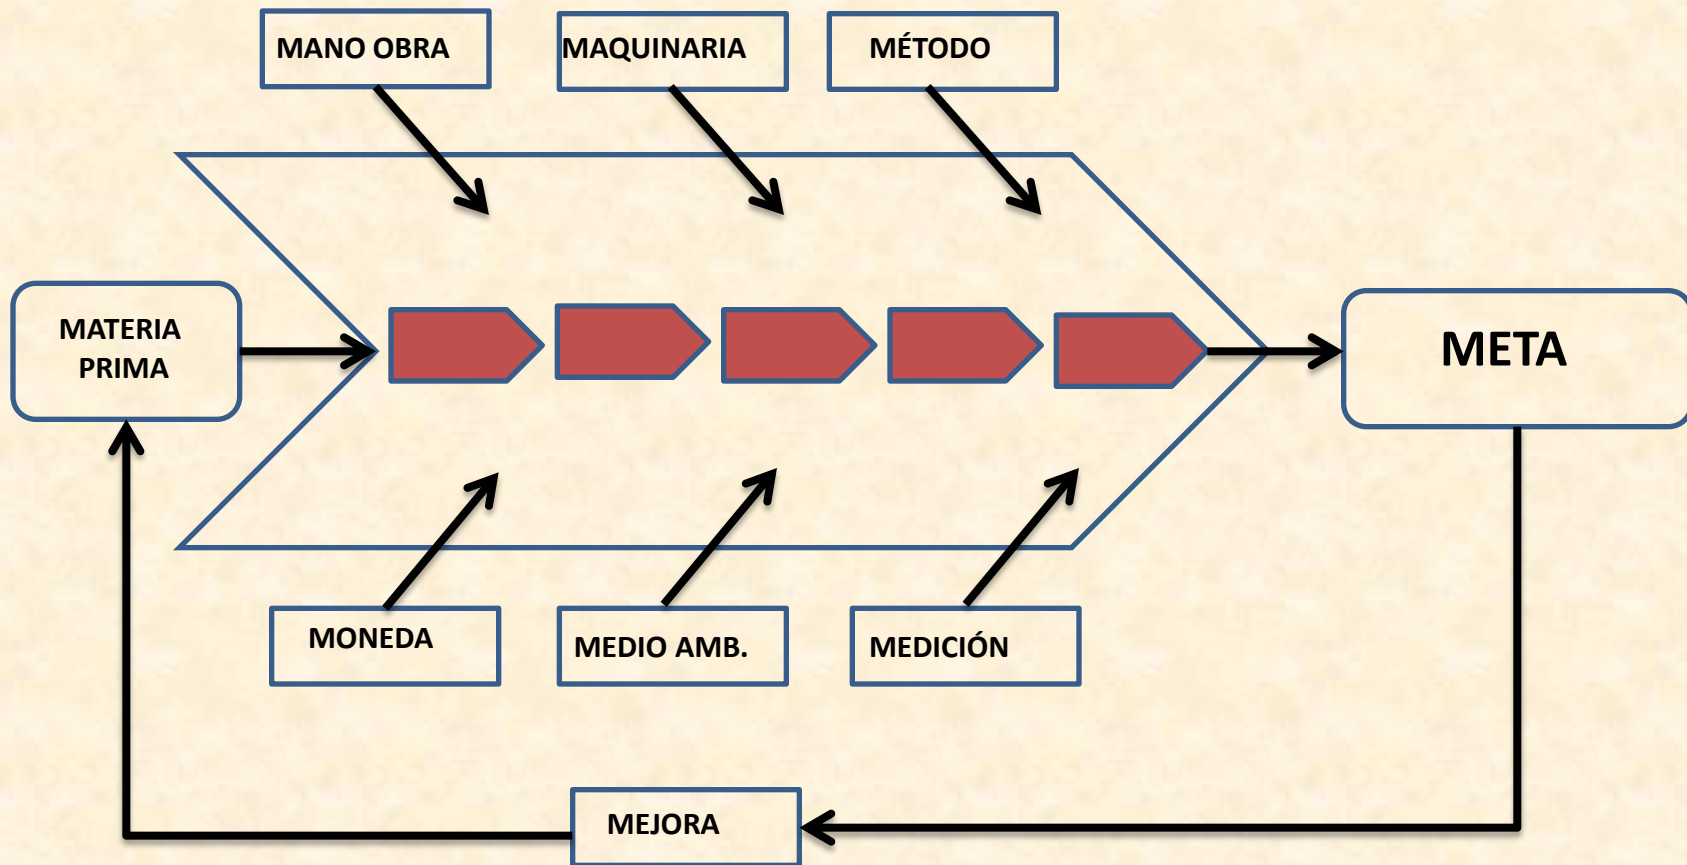 MANO OBRA
MAQUINARIA
MÉTODO
MATERIA
PRIMA
META
MONEDA
MEDIO AMB.
MEDICIÓN
MEJORA